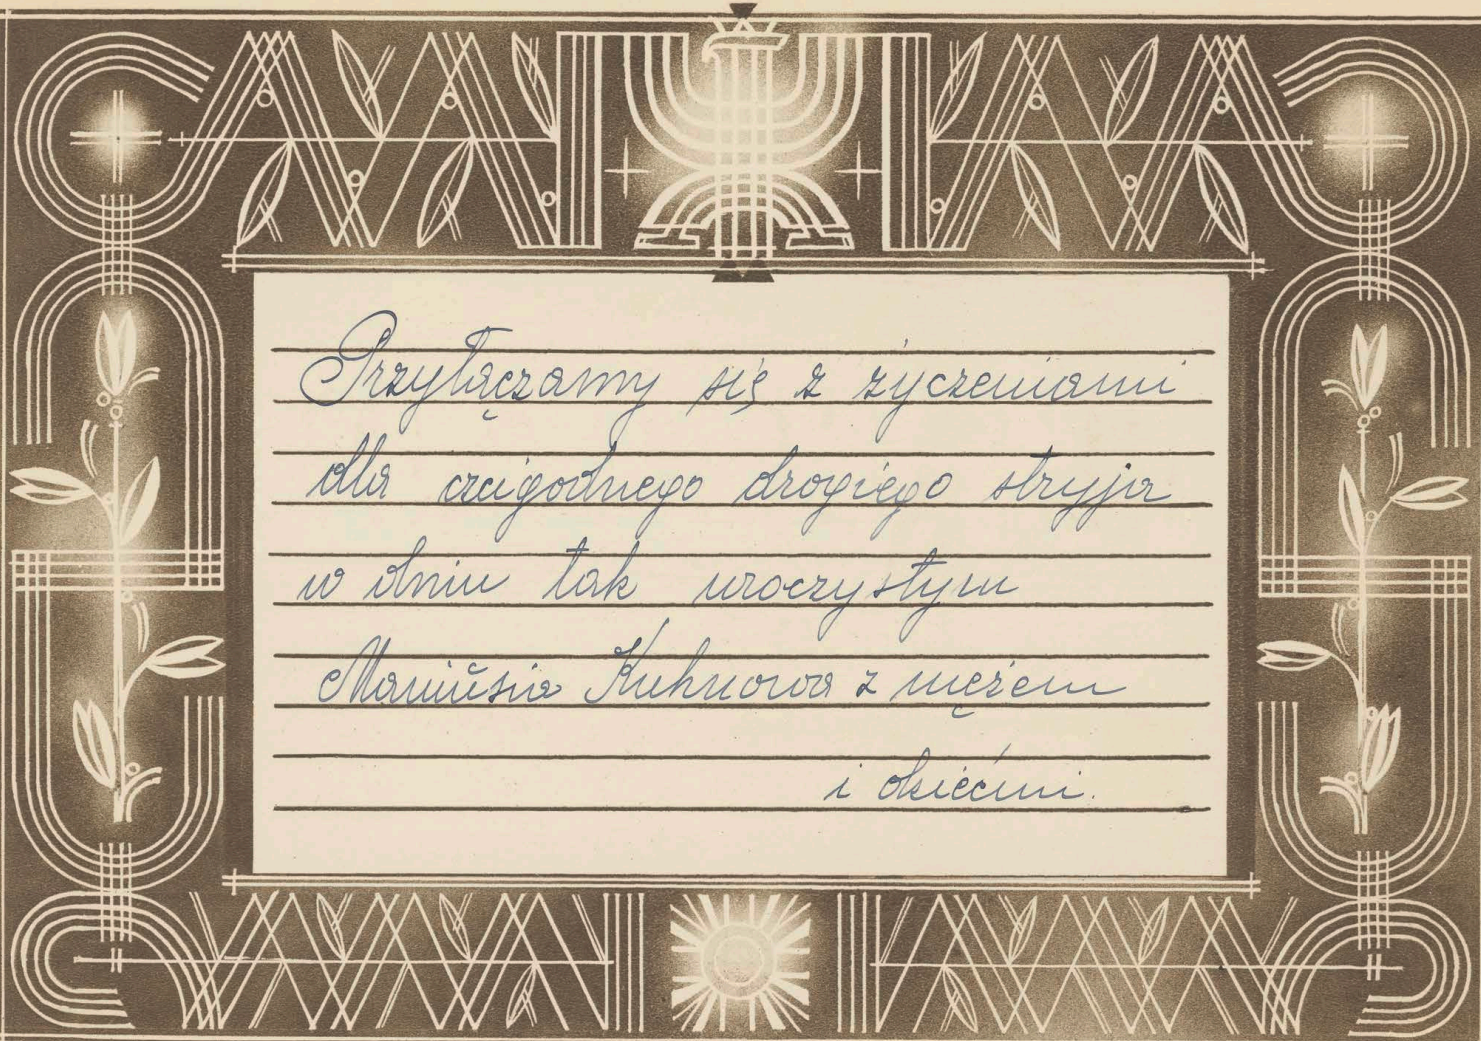 Przyłączamy się z życzeniami
dla czcigodnego drogiego stryja
w dniu tak uroczystym
Maniusia Kuhnowa z mężem
i dziećmi.